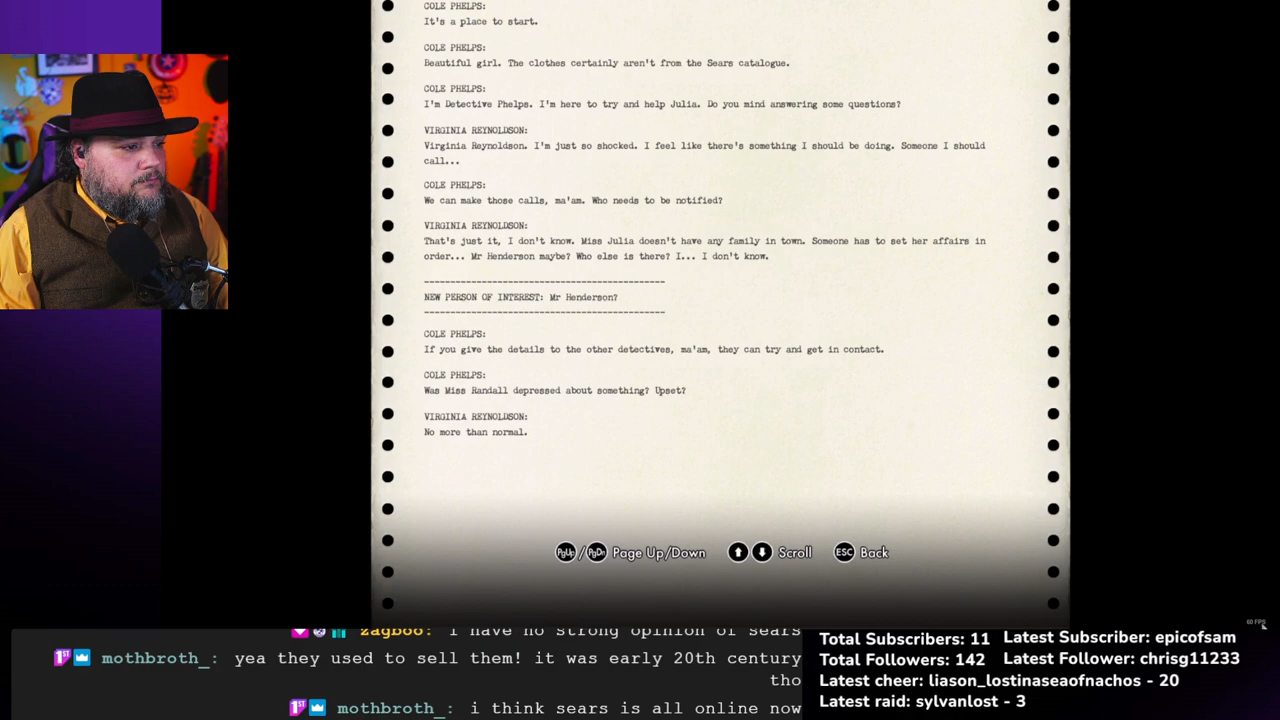 COLE PHELPS:
It's a place to start.
COLE PHELPS:
Beautiful girl. The clothes certainly aren't from the Sears catalogue.
COLE PHELPS:
I'm Detective Phelps. I'm here to try and help Julia. Do you mind answering some questions?
VIRGINIA REYNOLDSON:
Virginia Reynoldson. I'm just so shocked. I feel like there's something I should be doing. Someone I should
call...
COLE PHELPS:
We can make those calls, ma'am. Who needs to be notified?
VIRGINIA REYNOLDSON:
That's just it, I don't know. Miss Julia doesn't have any family in town. Someone has to set her affairs in
order... Mr Henderson maybe? Who else is there? I... I don't know.
------------------------------------------------
NEW PERSON OF INTEREST: Mr Henderson?
------------------------------------------------
COLE PHELPS:
If you give the details to the other detectives, ma'am, they can try and get in contact.
COLE PHELPS:
Was Miss Randall depressed about something? Upset?
VIRGINIA REYNOLDSON:
No more than normal.
PgUp/PgDn Page Up/Down Scroll ESC Back
60 FPS
zagboo: i have no strong opinion of sears
1ST mothbroth_: yea they used to sell them! it was early 20th century
tho
1ST mothbroth_: i think sears is all online now
Total Subscribers: 11 Latest Subscriber: epicofsam
Total Followers: 142 Latest Follower: chrisg11233
Latest cheer: liason_lostinaseaofnachos - 20
Latest raid: sylvanlost - 3